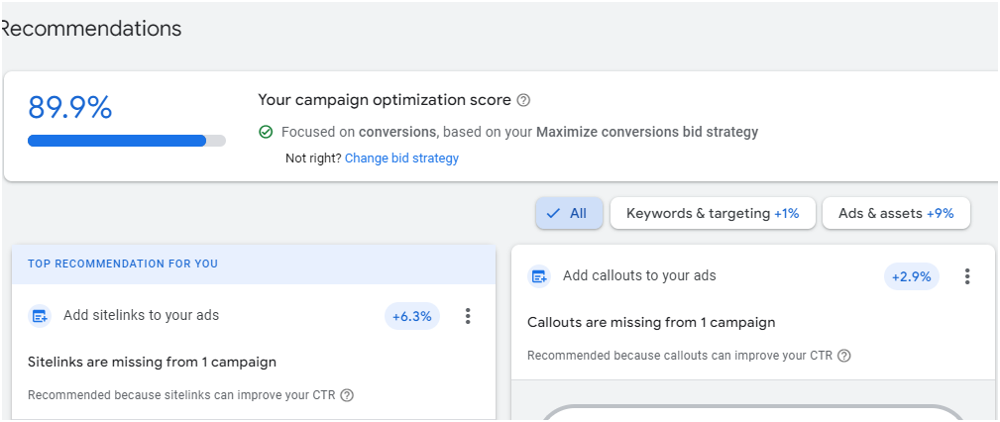 Recommendations
89.9%
Your campaign optimization score
Focused on conversions, based on your Maximize conversions bid strategy
Not right? Change bid strategy
All
Keywords & targeting +1%
Ads & assets +9%
TOP RECOMMENDATION FOR YOU
Add sitelinks to your ads
+6.3%
Sitelinks are missing from 1 campaign
Recommended because sitelinks can improve your CTR
Add callouts to your ads
+2.9%
Callouts are missing from 1 campaign
Recommended because callouts can improve your CTR